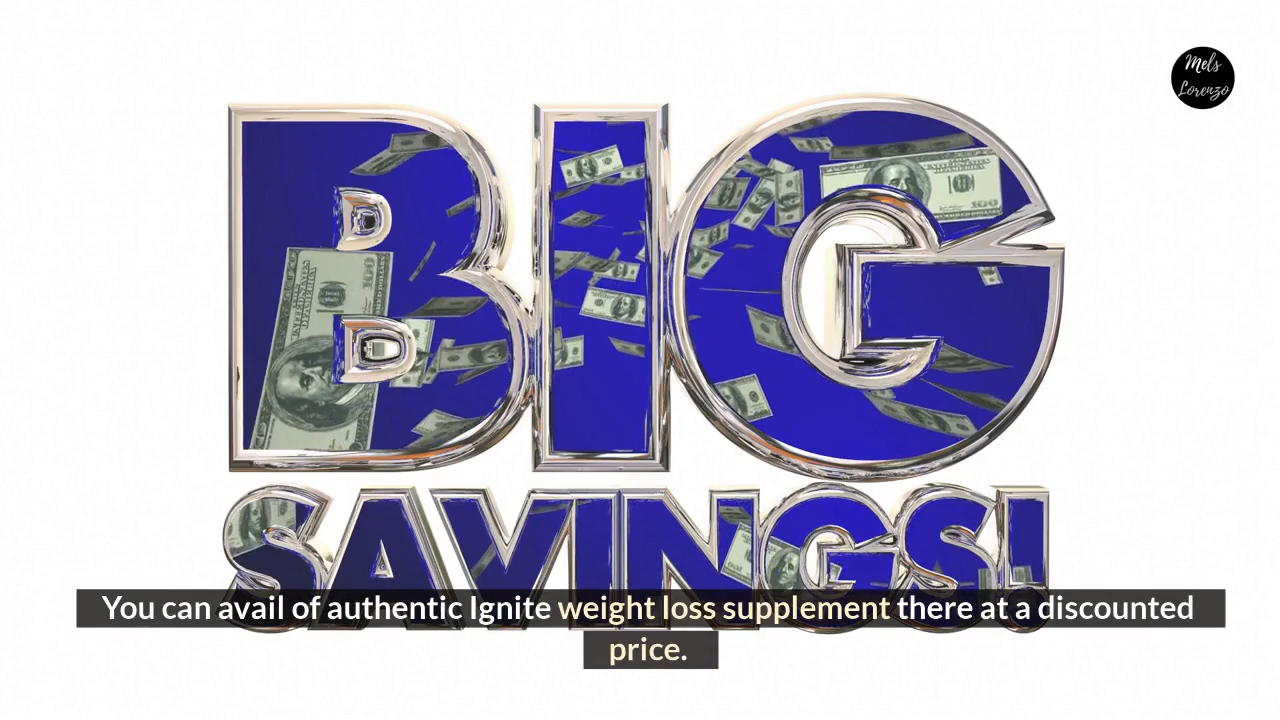 Mels
Lorenzo
BIG
SAVINGS!
You can avail of authentic Ignite weight loss supplement there at a discounted
price.